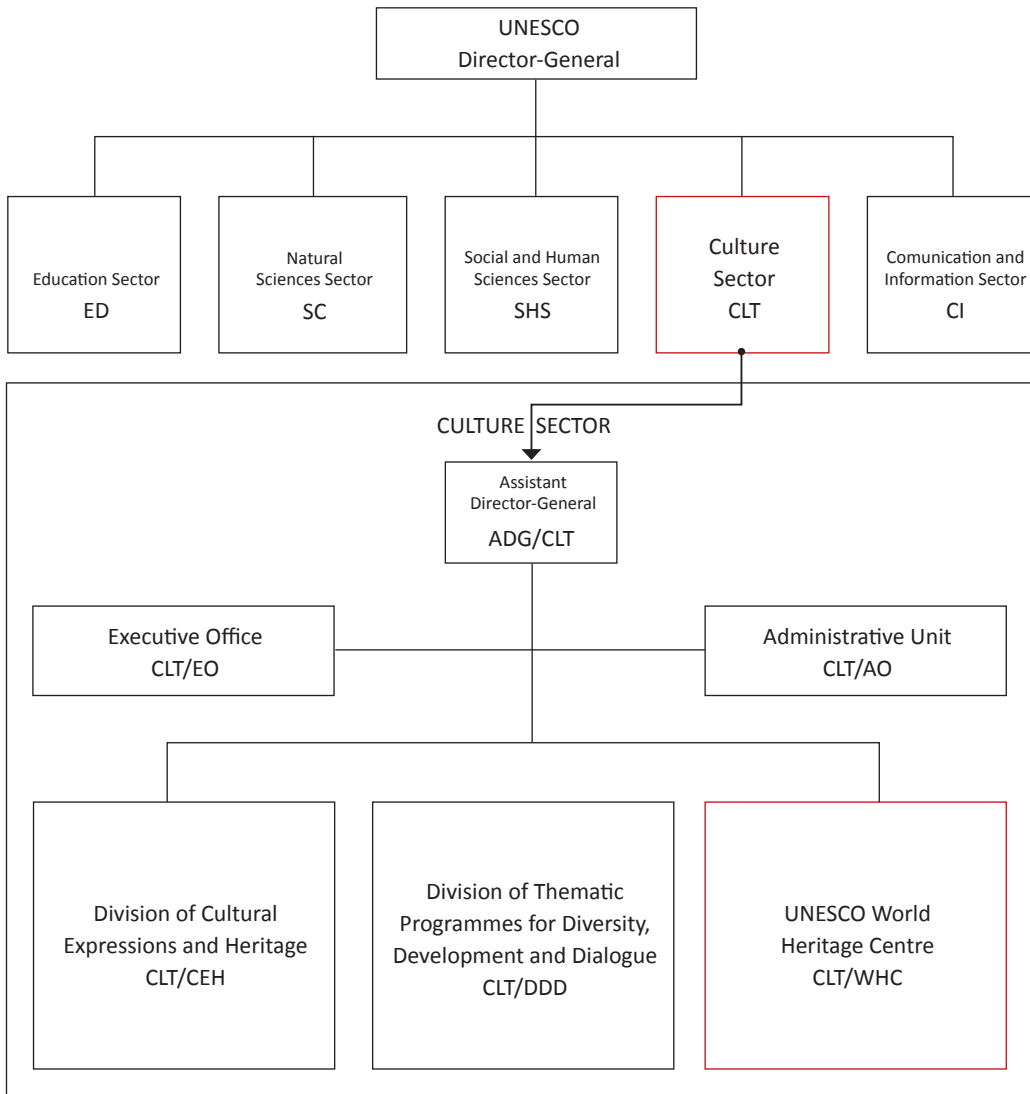 UNESCO
Director-General
Education Sector
ED
Natural
Sciences Sector
SC
Social and Human
Sciences Sector
SHS
Culture
Sector
CLT
Comunication and
Information Sector
CI
CULTURE SECTOR
Assistant
Director-General
ADG/CLT
Executive Office
CLT/EO
Administrative Unit
CLT/AO
Division of Cultural
Expressions and Heritage
CLT/CEH
Division of Thematic
Programmes for Diversity,
Development and Dialogue
CLT/DDD
UNESCO World
Heritage Centre
CLT/WHC